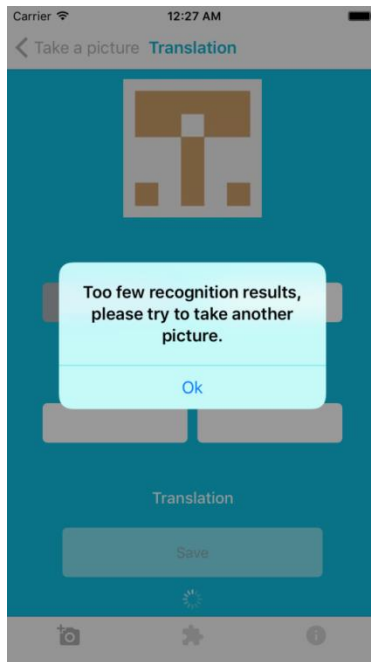 Carrier 12:27 AM
Take a picture Translation
Too few recognition results,
please try to take another
picture.
Ok
Translation
Save